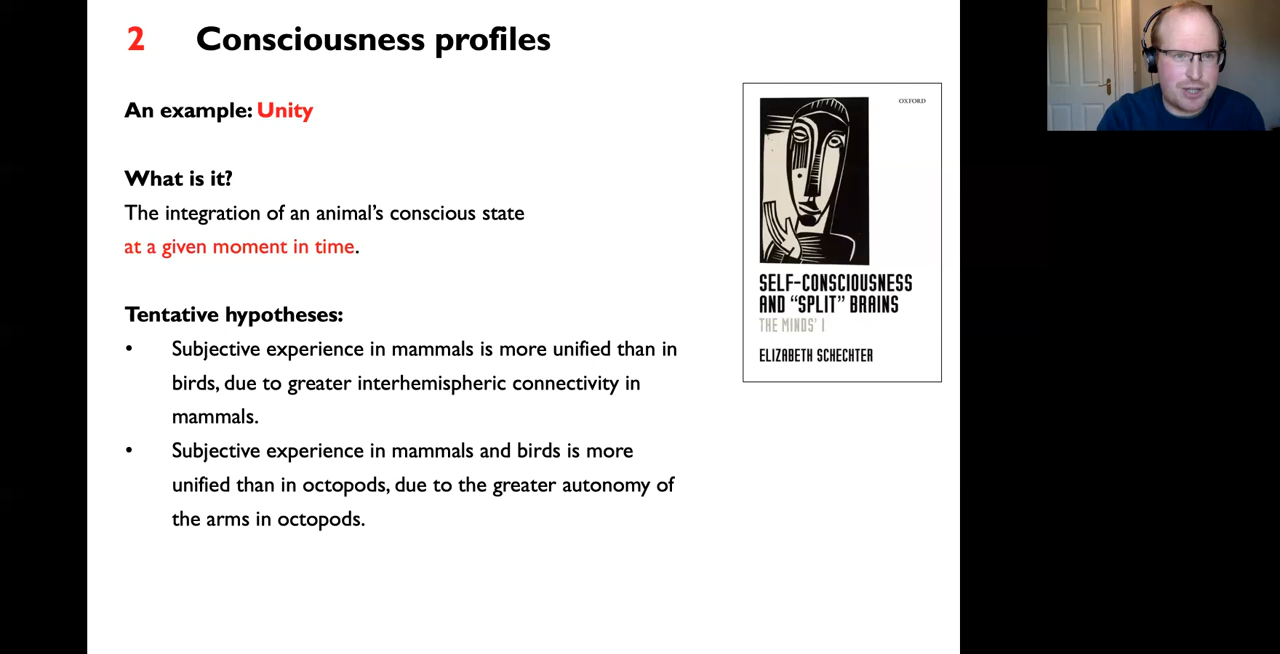 2 Consciousness profiles
An example: Unity
What is it?
The integration of an animal's conscious state
at a given moment in time.
Tentative hypotheses:
• Subjective experience in mammals is more unified than in
birds, due to greater interhemispheric connectivity in
mammals.
• Subjective experience in mammals and birds is more
unified than in octopods, due to the greater autonomy of
the arms in octopods.
OXFORD
SELF-CONSCIOUSNESS
AND "SPLIT" BRAINS
THE MINDS' I
ELIZABETH SCHECHTER